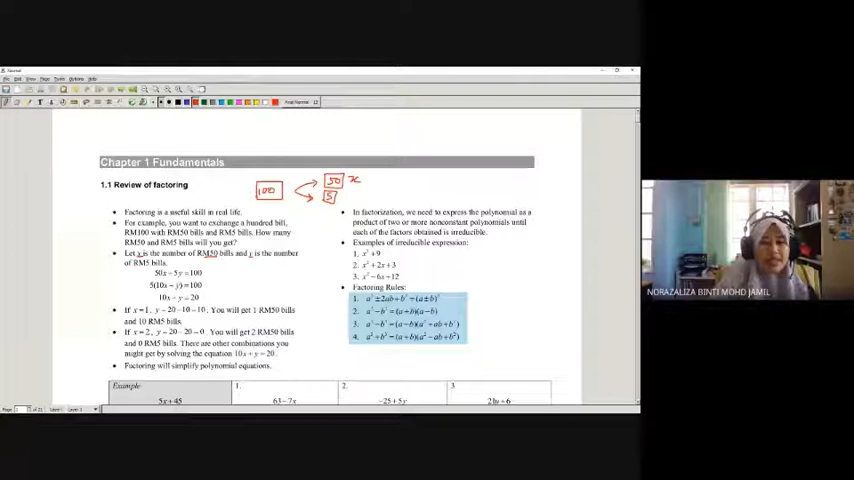 File Edit View Page Tools Options Help
Chapter 1 Fundamentals
1.1 Review of factoring
100
50 x
5
• Factoring is a useful skill in real life.
• For example, you want to exchange a hundred bill,
RM100 with RM50 bills and RM5 bills. How many
RM50 and RM5 bills will you get?
• Let x is the number of RM50 bills and y is the number
of RM5 bills.
50x + 5y = 100
5(10x + y) = 100
10x + y = 20
• If x = 1, y = 20 − 10 = 10. You will get 1 RM50 bills
and 10 RM5 bills.
• If x = 2, y = 20 − 20 = 0. You will get 2 RM50 bills
and 0 RM5 bills. There are other combinations you
might get by solving the equation 10x + y = 20.
• Factoring will simplify polynomial equations.
• In factorization, we need to express the polynomial as a
product of two or more nonconstant polynomials until
each of the factors obtained is irreducible.
• Examples of irreducible expression:
1. x² + 9
2. x² + 2x + 3
3. x² − 6x + 12
• Factoring Rules:
1. a² ± 2ab + b² = (a ± b)²
2. a² − b² = (a + b)(a − b)
3. a³ − b³ = (a − b)(a² + ab + b²)
4. a³ + b³ = (a + b)(a² − ab + b²)
Example 1. 2. 3
5x + 45 63 − 7x −25 + 5y 21u + 6
NORAZALIZA BINTI MOHD JAMIL